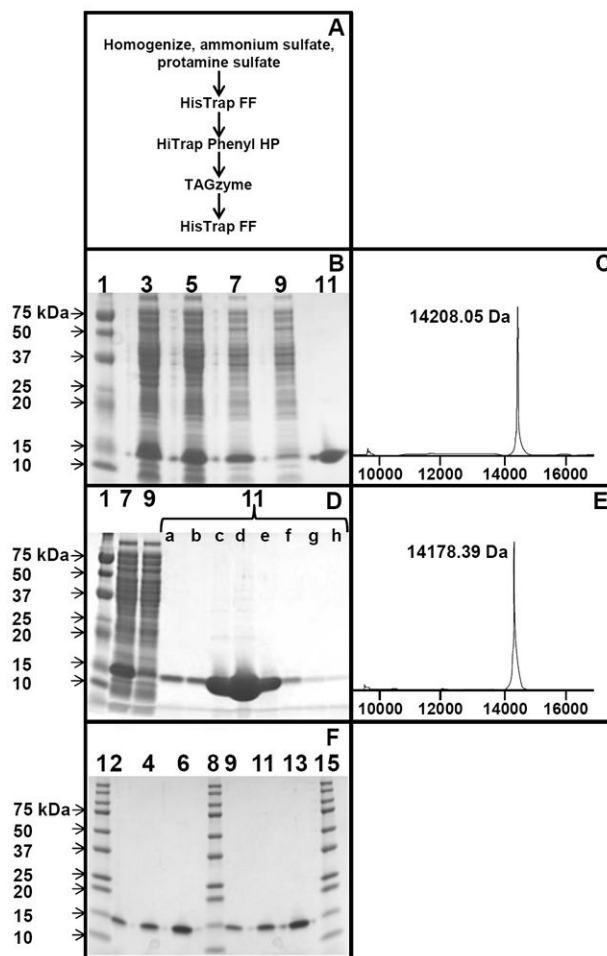 A
Homogenize, ammonium sulfate,
protamine sulfate
HisTrap FF
HiTrap Phenyl HP
TAGzyme
HisTrap FF
B
1 3 5 7 9 11
75 kDa
50
37
25
20
15
10
C
14208.05 Da
10000 12000 14000 16000
D
1 7 9 11
a b c d e f g h
75
50
37
25
20
15
10
E
14178.39 Da
10000 12000 14000 16000
F
1 2 4 6 8 9 11 13 15
75 kDa
50
37
25
20
15
10